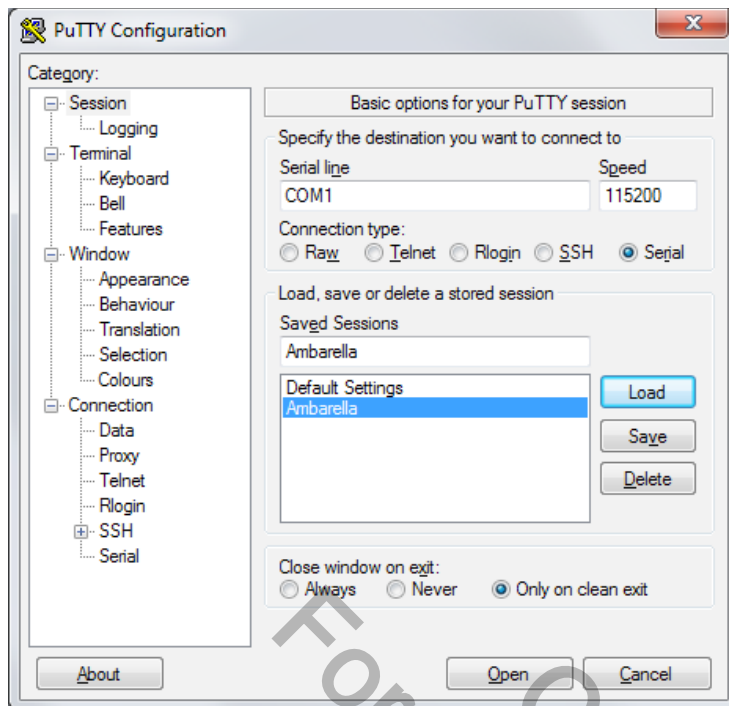 PuTTY Configuration
Category:
Session
Logging
Terminal
Keyboard
Bell
Features
Window
Appearance
Behaviour
Translation
Selection
Colours
Connection
Data
Proxy
Telnet
Rlogin
SSH
Serial
Basic options for your PuTTY session
Specify the destination you want to connect to
Serial line Speed
COM1 115200
Connection type:
Raw Telnet Rlogin SSH Serial
Load, save or delete a stored session
Saved Sessions
Ambarella
Default Settings
Ambarella
Load
Save
Delete
Close window on exit:
Always Never Only on clean exit
About Open Cancel
For